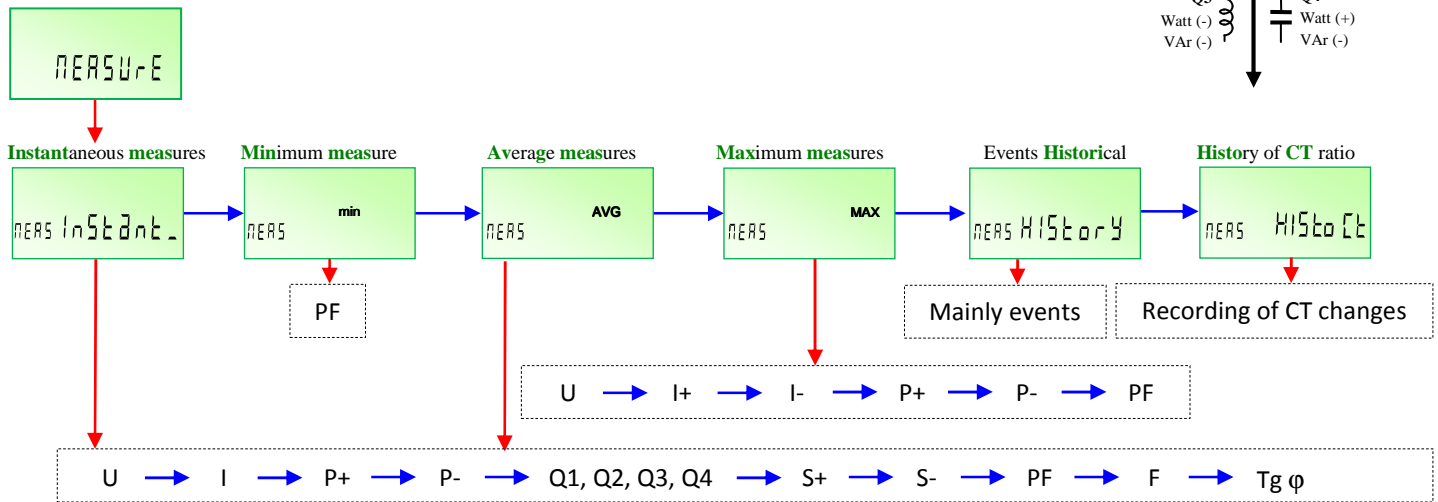 Watt (-)
VAr (-)
Watt (+)
VAr (-)
MEASUrE
Instantaneous measures
Minimum measure
Average measures
Maximum measures
Events Historical
History of CT ratio
MEAS InStant_
min
MEAS
AVG
MEAS
MAX
MEAS
MEAS HIStorY
MEAS HISto Ct
PF
Mainly events
Recording of CT changes
U I+ I- P+ P- PF
U I P+ P- Q1, Q2, Q3, Q4 S+ S- PF F Tg φ